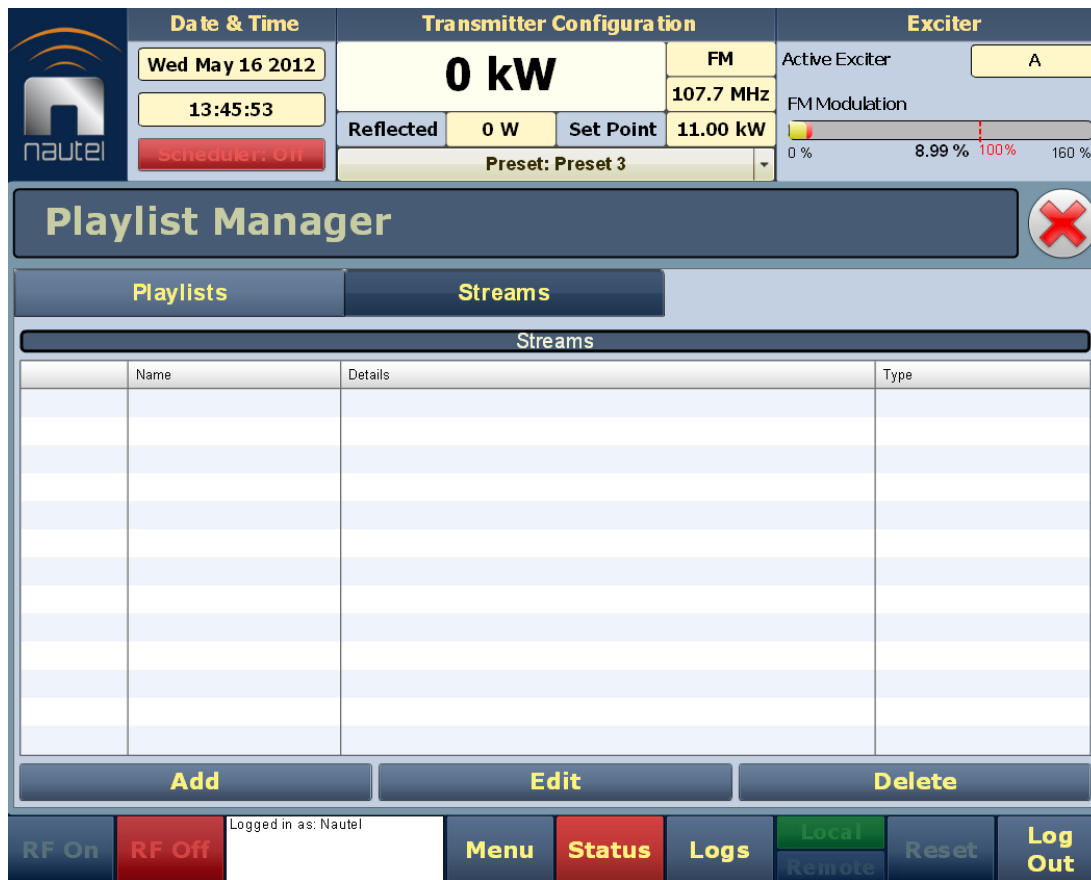 nautel
Date & Time
Wed May 16 2012
13:45:53
Scheduler: Off
Transmitter Configuration
0 kW
FM
107.7 MHz
Reflected
0 W
Set Point
11.00 kW
Preset: Preset 3
Exciter
Active Exciter
A
FM Modulation
0 %
8.99 %
100%
160 %
Playlist Manager
Playlists
Streams
Streams
Name
Details
Type
Add
Edit
Delete
RF On
RF Off
Logged in as: Nautel
Menu
Status
Logs
Local
Remote
Reset
Log
Out